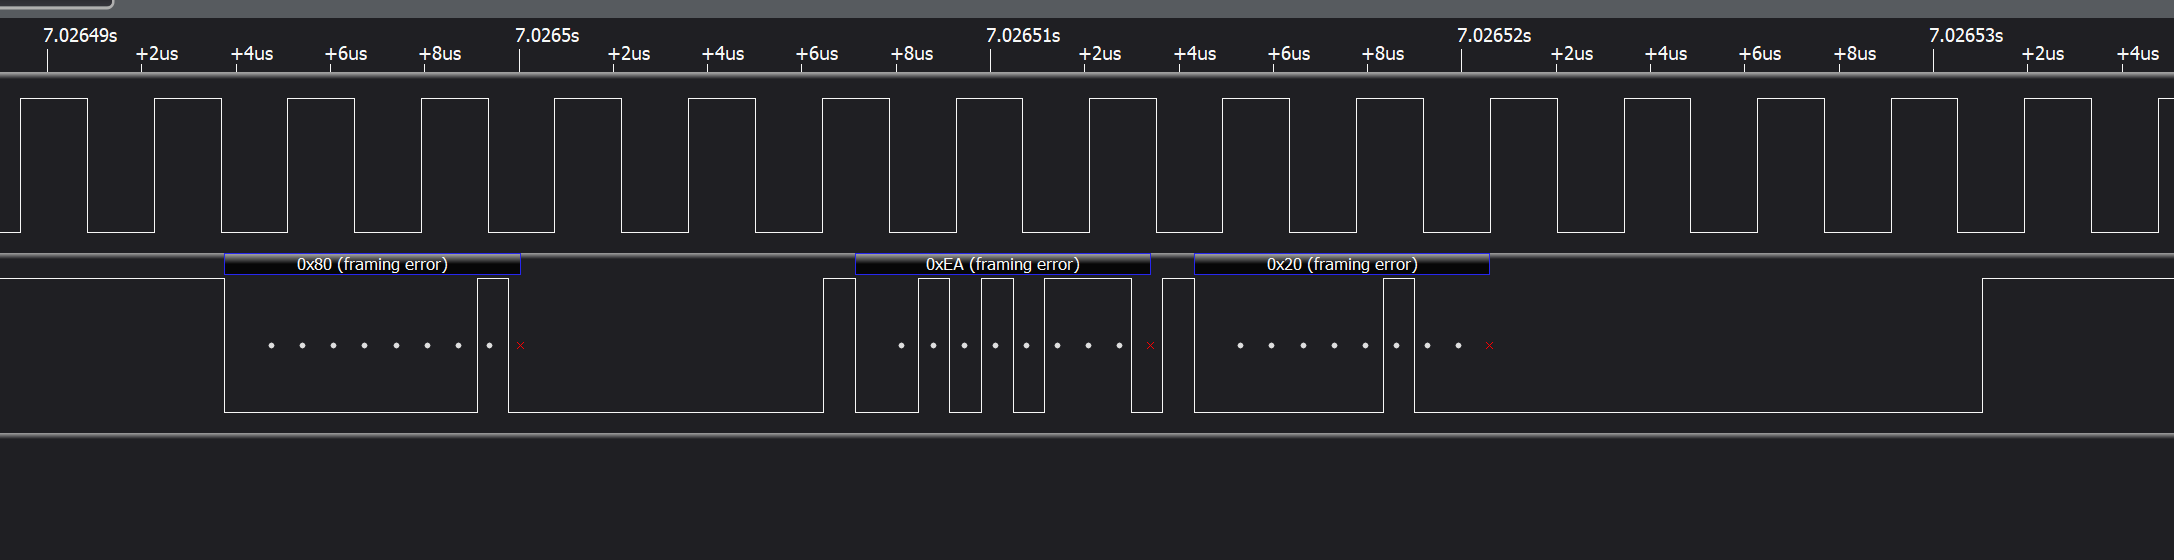 7.02649s 7.0265s 7.02651s 7.02652s 7.02653s
+2us +4us +6us +8us +2us +4us +6us +8us +2us +4us +6us +8us +2us +4us +6us +8us +2us +4us
0x80 (framing error) 0xEA (framing error) 0x20 (framing error)